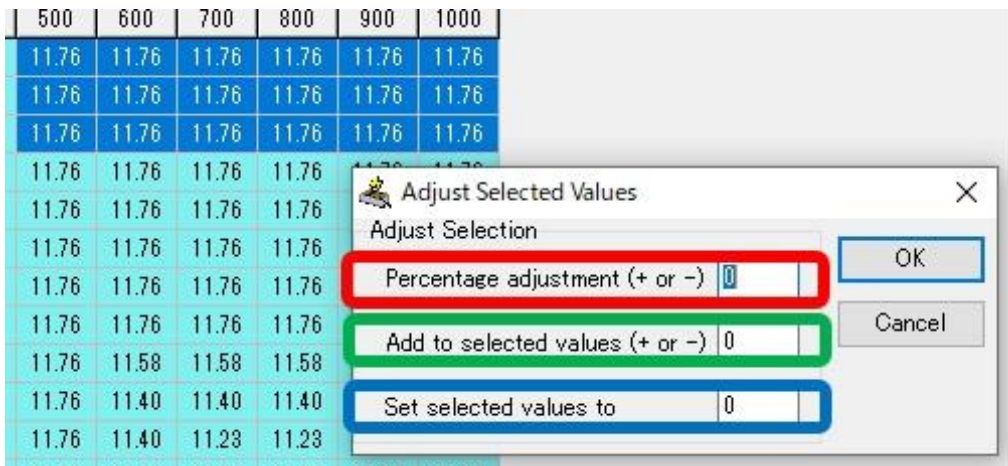 500 600 700 800 900 1000
11.76 11.76 11.76 11.76 11.76 11.76
11.76 11.76 11.76 11.76 11.76 11.76
11.76 11.76 11.76 11.76 11.76 11.76
11.76 11.76 11.76 11.76
11.76 11.76 11.76 11.76
11.76 11.76 11.76 11.76
11.76 11.76 11.76 11.76
11.76 11.76 11.76 11.76
11.76 11.58 11.58 11.58
11.76 11.40 11.40 11.40
11.76 11.40 11.23 11.23
Adjust Selected Values
Adjust Selection
Percentage adjustment (+ or -) 0
Add to selected values (+ or -) 0
Set selected values to 0
OK
Cancel